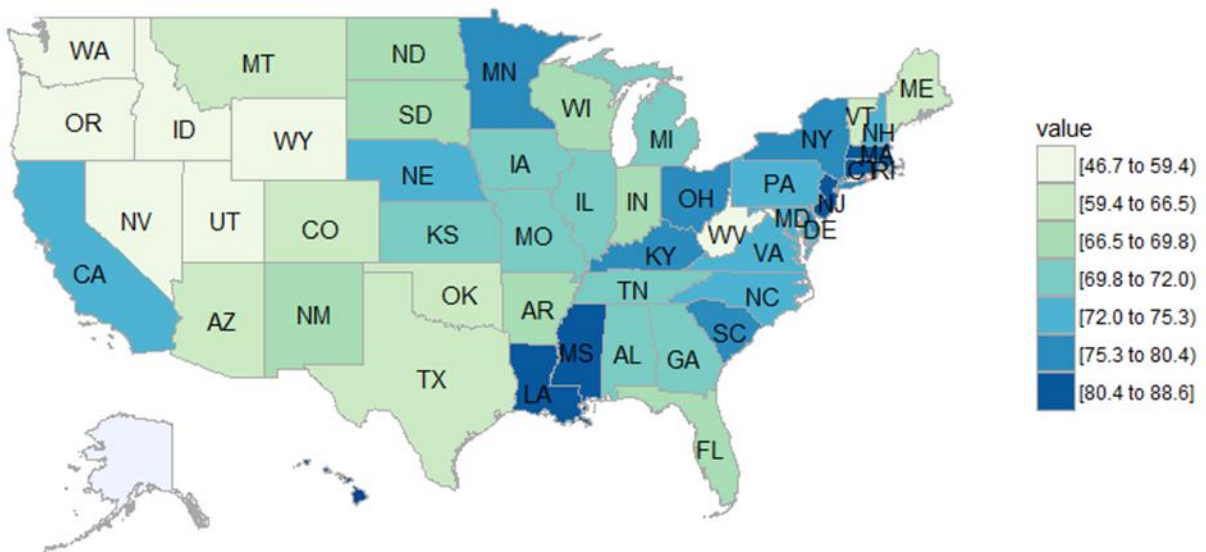 WA
MT
ND
MN
ME
VT
NH
OR
ID
SD
WI
MI
NY
MA
CT
RI
WY
IA
NE
PA
NJ
OH
IN
IL
MD
DE
NV
UT
CO
KS
MO
WV
VA
KY
CA
NC
TN
OK
AR
SC
AZ
NM
MS
AL
GA
TX
LA
FL
value
[46.7 to 59.4)
[59.4 to 66.5)
[66.5 to 69.8)
[69.8 to 72.0)
[72.0 to 75.3)
[75.3 to 80.4)
[80.4 to 88.6]